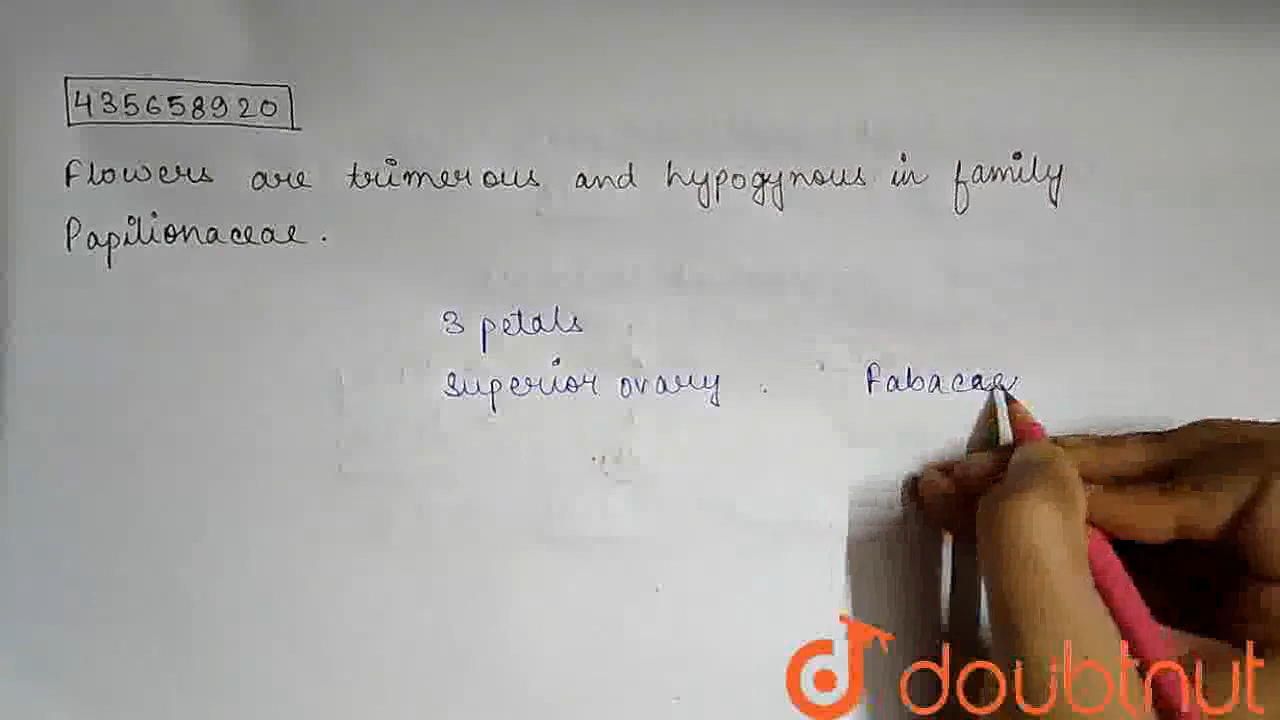 435658920
Flowers are trimerous and hypogynous in family
Papilionaceae.
3 petals
superior ovary. Fabacae
doubtnut